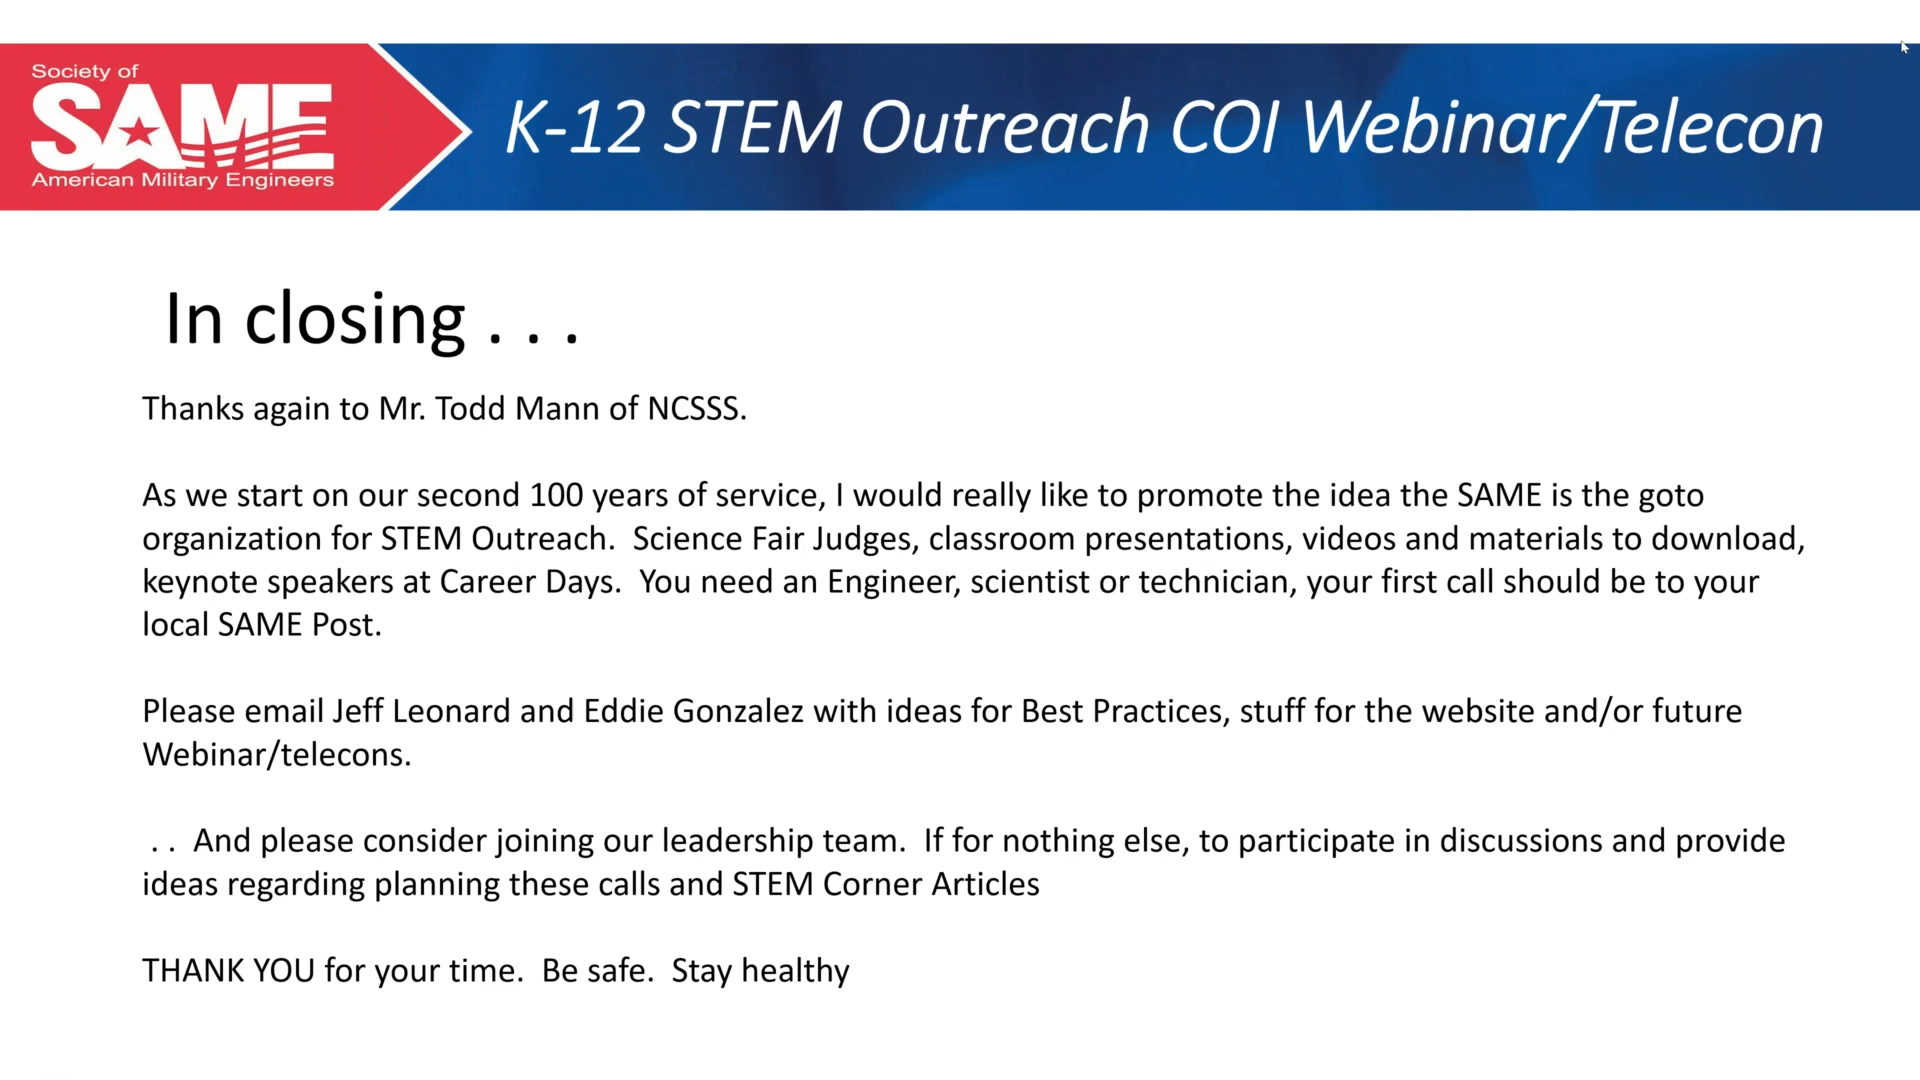 Society of
SAME
American Military Engineers
K-12 STEM Outreach COI Webinar/Telecon
In closing . . .
Thanks again to Mr. Todd Mann of NCSSS.
As we start on our second 100 years of service, I would really like to promote the idea the SAME is the goto
organization for STEM Outreach.  Science Fair Judges, classroom presentations, videos and materials to download,
keynote speakers at Career Days.  You need an Engineer, scientist or technician, your first call should be to your
local SAME Post.
Please email Jeff Leonard and Eddie Gonzalez with ideas for Best Practices, stuff for the website and/or future
Webinar/telecons.
. .  And please consider joining our leadership team.  If for nothing else, to participate in discussions and provide
ideas regarding planning these calls and STEM Corner Articles
THANK YOU for your time.  Be safe.  Stay healthy